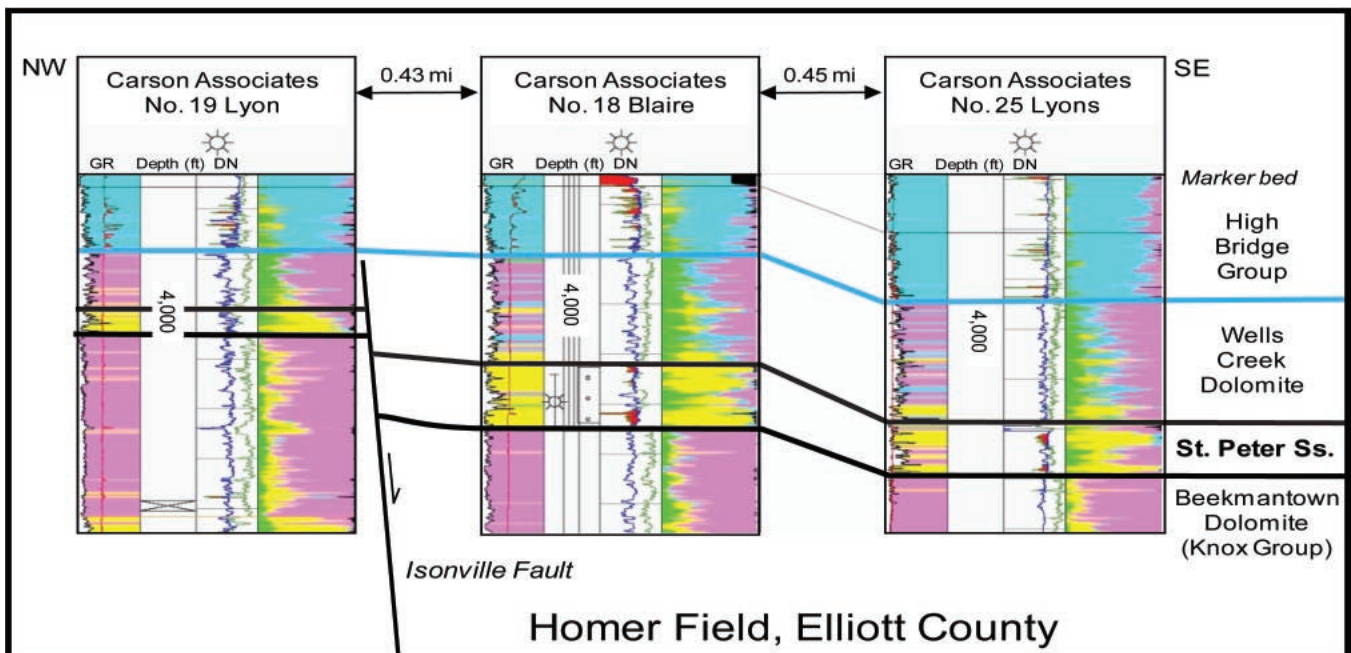 NW
Carson Associates
No. 19 Lyon
0.43 mi
Carson Associates
No. 18 Blaire
0.45 mi
Carson Associates
No. 25 Lyons
SE
GR Depth (ft) DN
GR Depth (ft) DN
GR Depth (ft) DN
Marker bed
High
Bridge
Group
4,000
4,000
4,000
Wells
Creek
Dolomite
St. Peter Ss.
Beekmantown
Dolomite
(Knox Group)
Isonville Fault
Homer Field, Elliott County